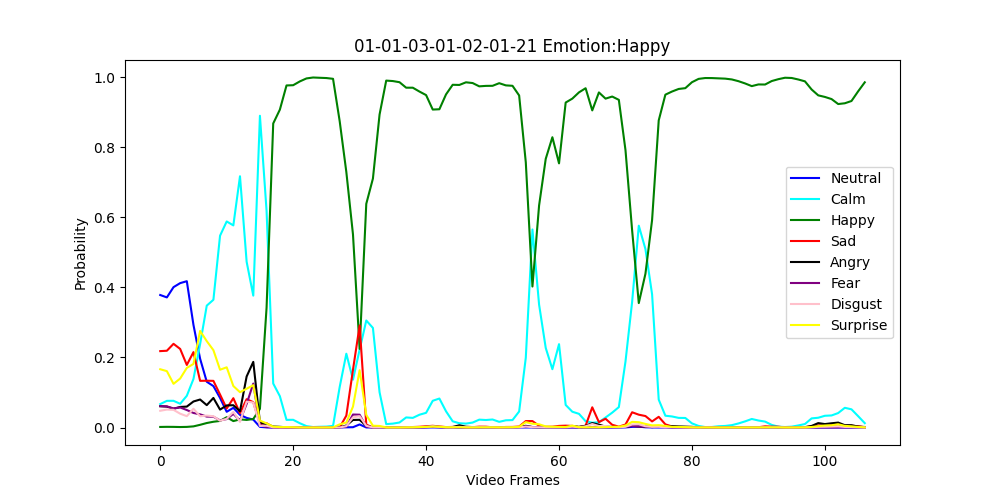 01-01-03-01-02-01-21 Emotion:Happy
Probability
1.0
0.8
0.6
0.4
0.2
0.0
0
20
40
60
80
100
Video Frames
Neutral
Calm
Happy
Sad
Angry
Fear
Disgust
Surprise